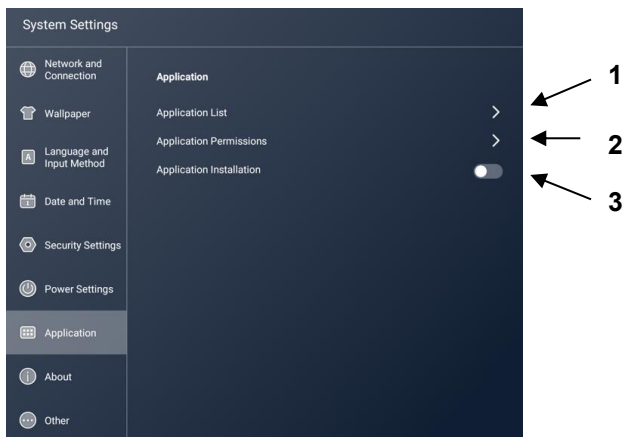 System Settings
Network and
Connection
Wallpaper
A
Language and
Input Method
1
Date and Time
Security Settings
Power Settings
Application
About
Other
Application
Application List
Application Permissions
Application Installation
1
2
3